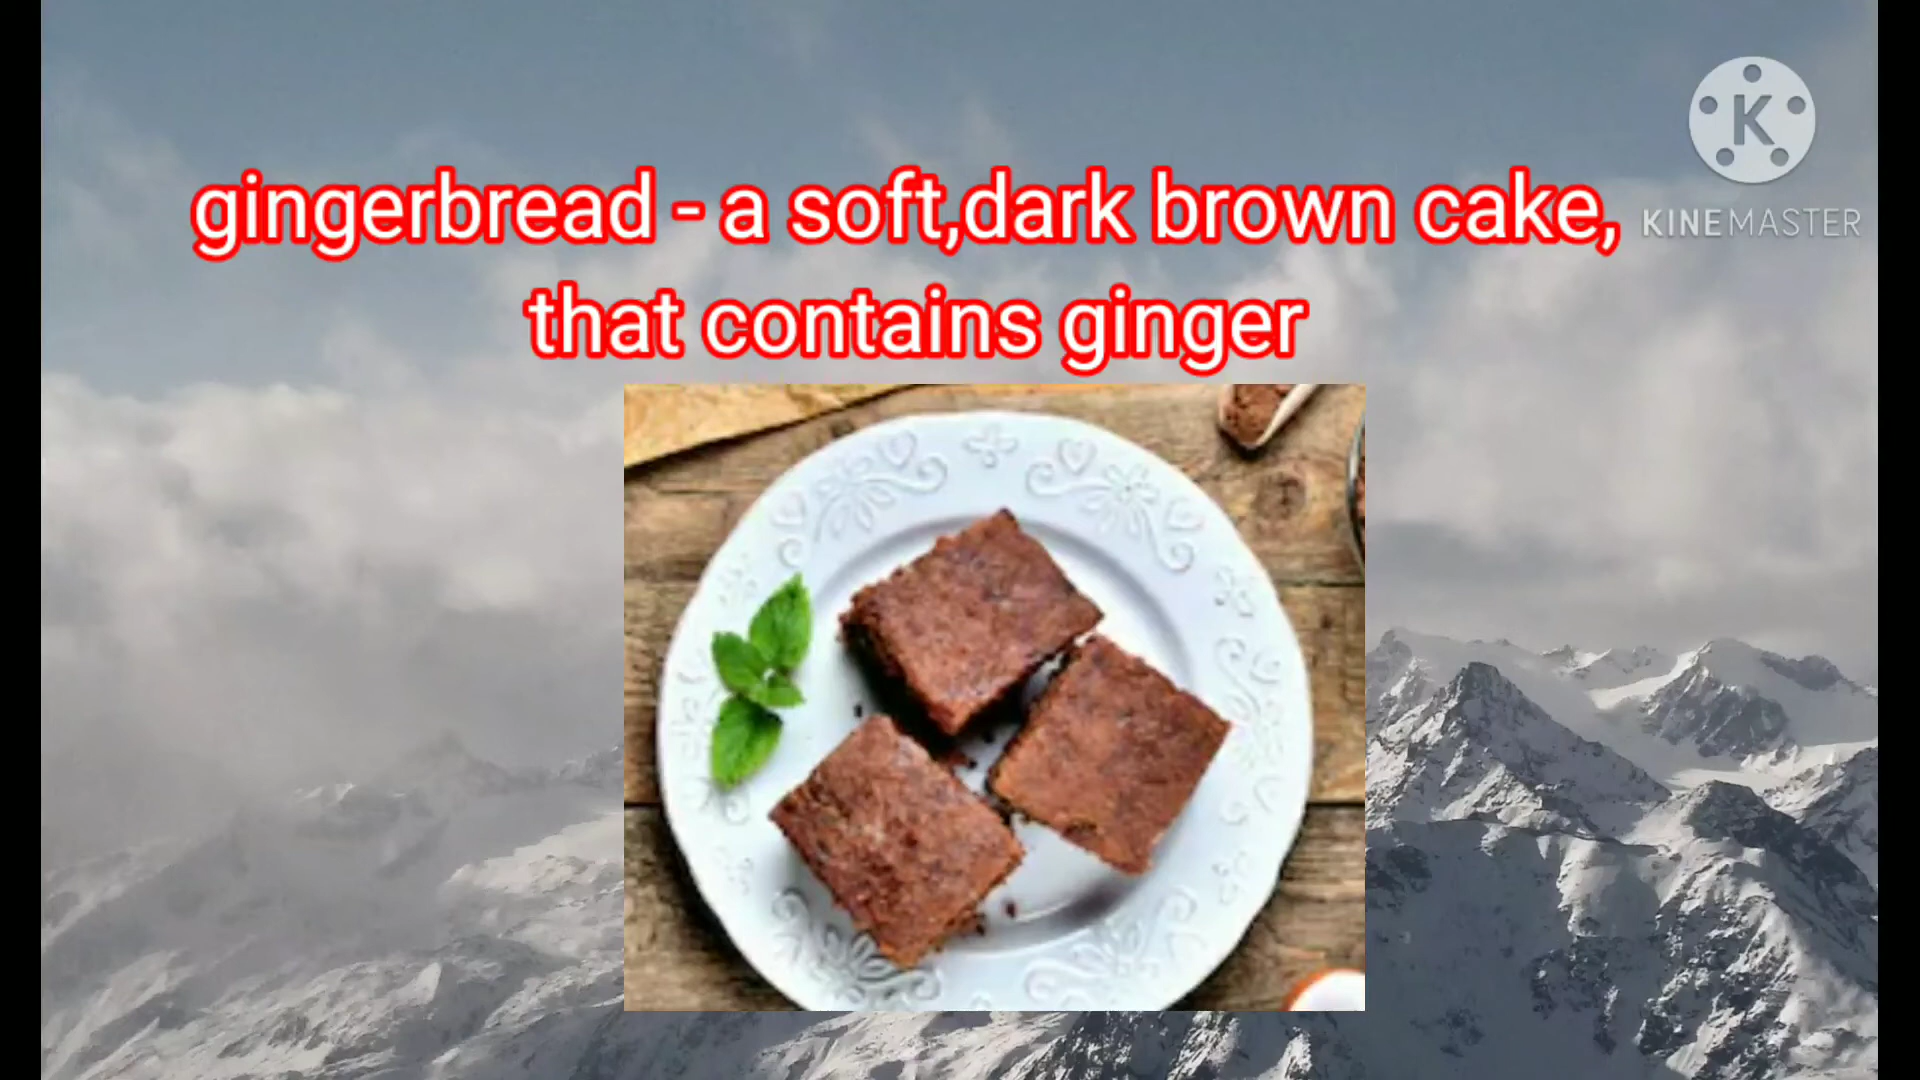 gingerbread - a soft,dark brown cake,
that contains ginger
K
KINEMASTER